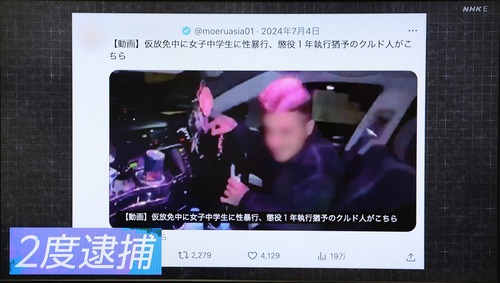 NHK E
@moeruasia01 · 2024年7月4日
【動画】仮放免中に女子中学生に性暴行、懲役1年執行猶予のクルド人がこ
ちら
【動画】仮放免中に女子中学生に性暴行、懲役1年執行猶予のクルド人がこちら
2度逮捕
2,279 4,129 19万